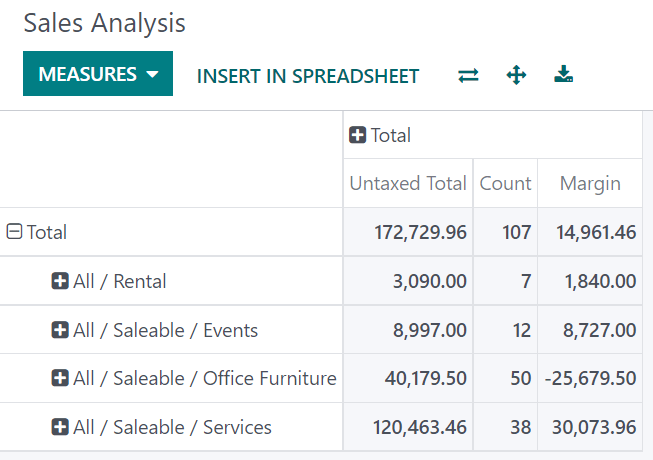 Sales Analysis
MEASURES INSERT IN SPREADSHEET
Total
Untaxed Total Count Margin
Total 172,729.96 107 14,961.46
All / Rental 3,090.00 7 1,840.00
All / Saleable / Events 8,997.00 12 8,727.00
All / Saleable / Office Furniture 40,179.50 50 -25,679.50
All / Saleable / Services 120,463.46 38 30,073.96